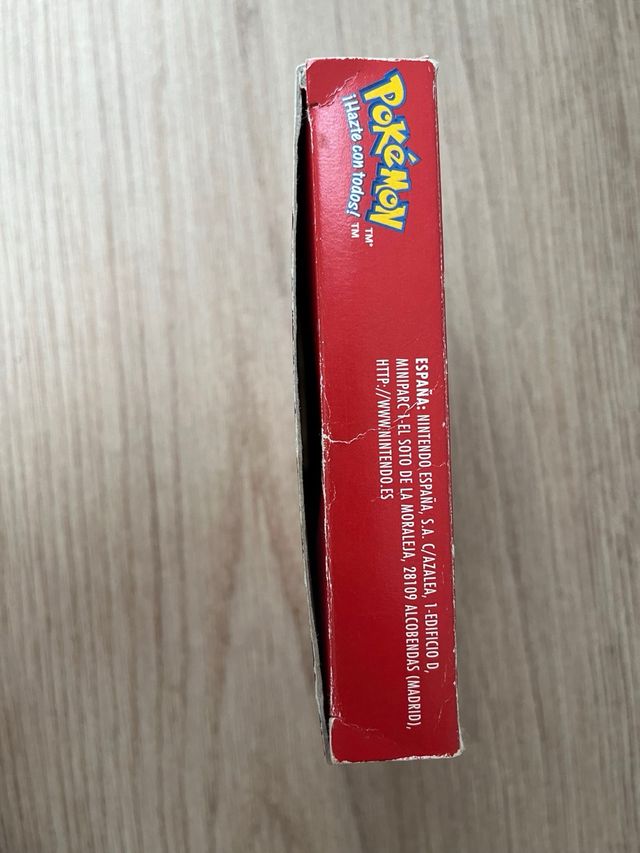 POKéMON
¡Hazte con todos! ™
™*
ESPAÑA: NINTENDO ESPAÑA, S.A. C/AZALEA, 1-EDIFICIO D,
MINIPARC 1-EL SOTO DE LA MORALEJA, 28109 ALCOBENDAS (MADRID),
HTTP://WWW.NINTENDO.ES